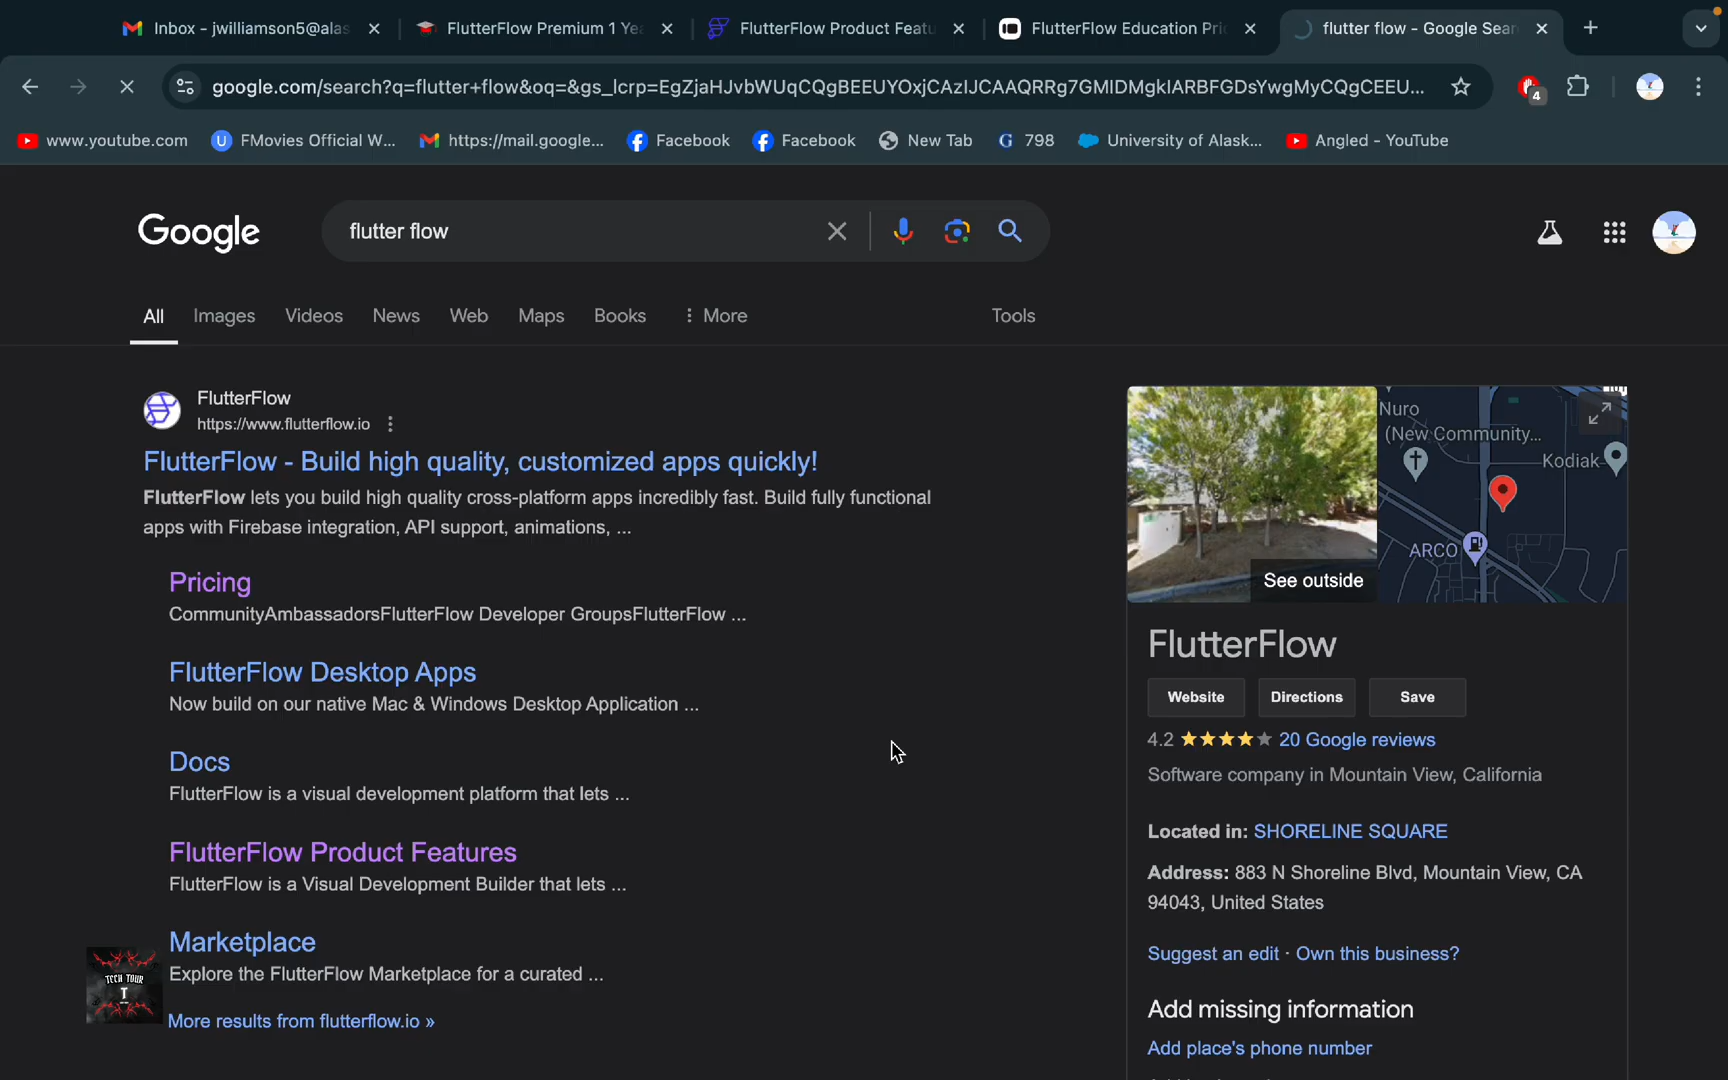 Inbox - jwilliamson5@alas
FlutterFlow Premium 1 Ye
FlutterFlow Product Featu
FlutterFlow Education Pri
flutter flow - Google Sear
google.com/search?q=flutter+flow&oq=&gs_lcrp=EgZjaHJvbWUqCQgBEEUYOxjCAzIJCAAQRRg7GMIDMgkIARBFGDsYwgMyCQgCEEU...
4
www.youtube.com
FMovies Official W...
https://mail.google...
Facebook
Facebook
New Tab
798
University of Alask...
Angled - YouTube
Google
flutter flow
All
Images
Videos
News
Web
Maps
Books
More
Tools
FlutterFlow
https://www.flutterflow.io
FlutterFlow - Build high quality, customized apps quickly!
FlutterFlow lets you build high quality cross-platform apps incredibly fast. Build fully functional
apps with Firebase integration, API support, animations, ...
Pricing
CommunityAmbassadorsFlutterFlow Developer GroupsFlutterFlow ...
FlutterFlow Desktop Apps
Now build on our native Mac & Windows Desktop Application ...
Docs
FlutterFlow is a visual development platform that lets ...
FlutterFlow Product Features
FlutterFlow is a Visual Development Builder that lets ...
Marketplace
Explore the FlutterFlow Marketplace for a curated ...
TECH TOUR
T
More results from flutterflow.io »
Nuro
(New Community...
Kodiak
ARCO
See outside
FlutterFlow
Website
Directions
Save
4.2
20 Google reviews
Software company in Mountain View, California
Located in: SHORELINE SQUARE
Address: 883 N Shoreline Blvd, Mountain View, CA
94043, United States
Suggest an edit · Own this business?
Add missing information
Add place's phone number